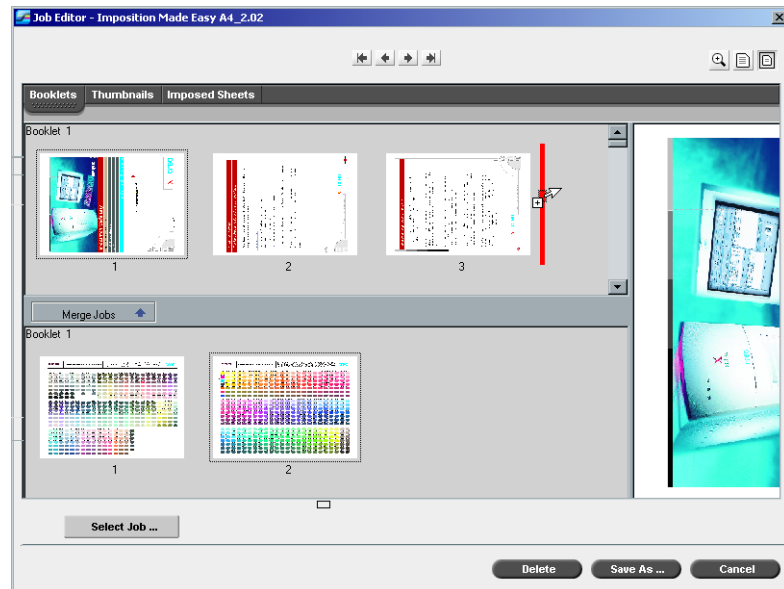 Job Editor - Imposition Made Easy A4_2.02
Booklets Thumbnails Imposed Sheets
Booklet 1
1 2 3
Merge Jobs
Booklet 1
1 2
Select Job ...
Delete Save As ... Cancel